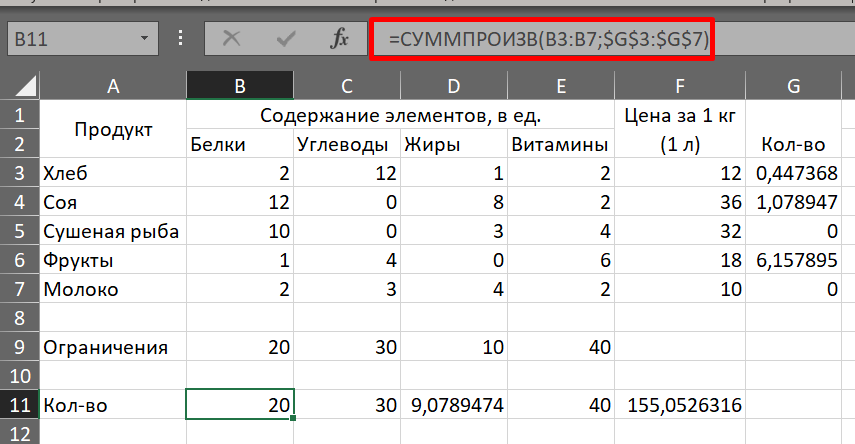 B11 fx =СУММПРОИЗВ(B3:B7;$G$3:$G$7)
A B C D E F G
1 Продукт Содержание элементов, в ед. Цена за 1 кг
2 Белки Углеводы Жиры Витамины (1 л) Кол-во
3 Хлеб 2 12 1 2 12 0,447368
4 Соя 12 0 8 2 36 1,078947
5 Сушеная рыба 10 0 3 4 32 0
6 Фрукты 1 4 0 6 18 6,157895
7 Молоко 2 3 4 2 10 0
8
9 Ограничения 20 30 10 40
10
11 Кол-во 20 30 9,0789474 40 155,0526316
12